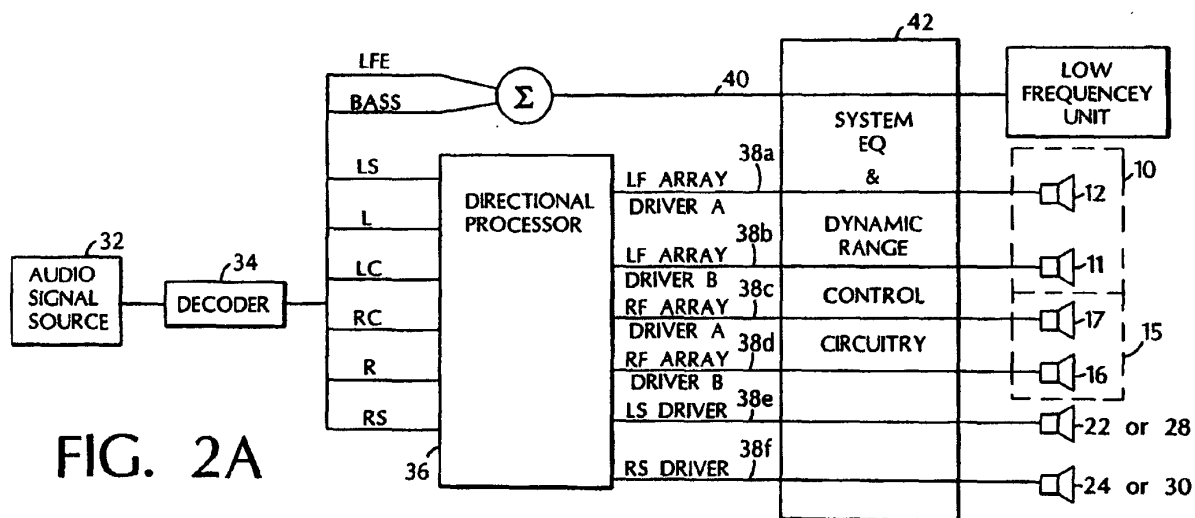 42
LFE
BASS
Σ
40
LOW
FREQUENCEY
UNIT
SYSTEM
EQ
&
DYNAMIC
RANGE
CONTROL
CIRCUITRY
LS
L
LC
RC
R
RS
DIRECTIONAL
PROCESSOR
36
32
AUDIO
SIGNAL
SOURCE
34
DECODER
38a
LF ARRAY
DRIVER A
38b
LF ARRAY
DRIVER B
38c
RF ARRAY
DRIVER A
38d
RF ARRAY
DRIVER B
38e
LS DRIVER
38f
RS DRIVER
10
12
11
17
15
16
22 or 28
24 or 30
FIG. 2A